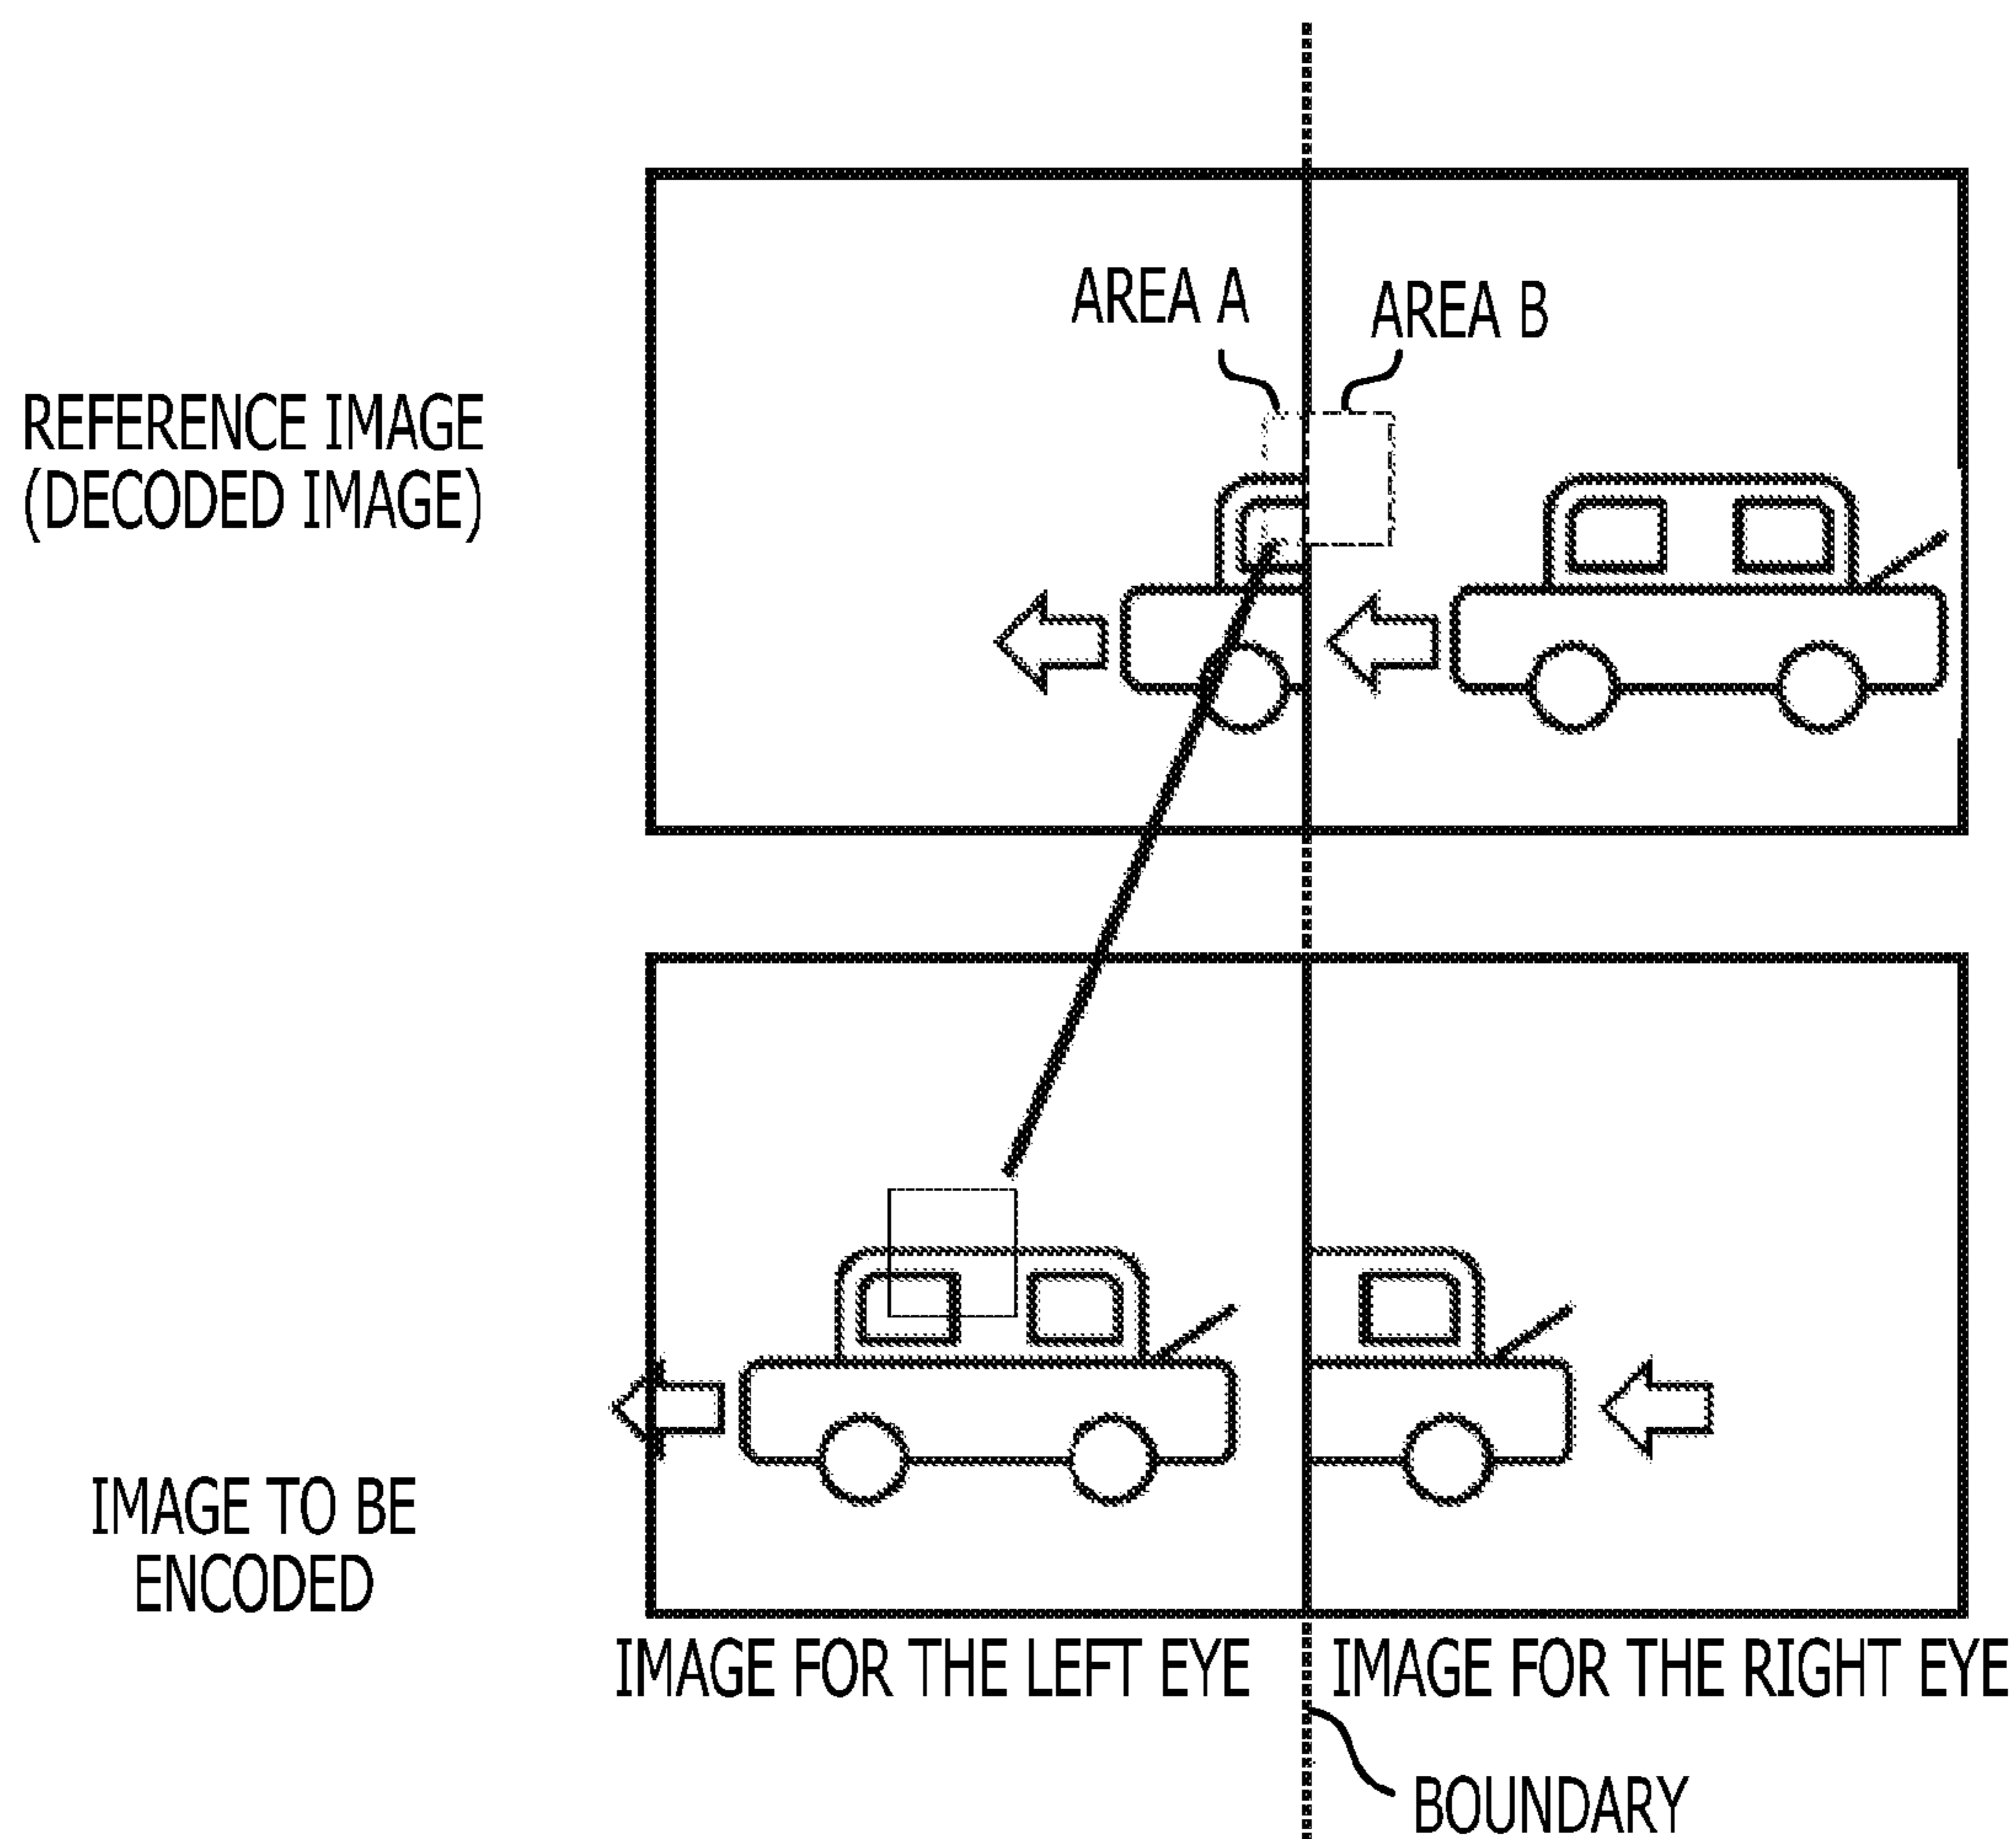 AREA A
AREA B
REFERENCE IMAGE
(DECODED IMAGE)
IMAGE TO BE
ENCODED
IMAGE FOR THE LEFT EYE
IMAGE FOR THE RIGHT EYE
BOUNDARY